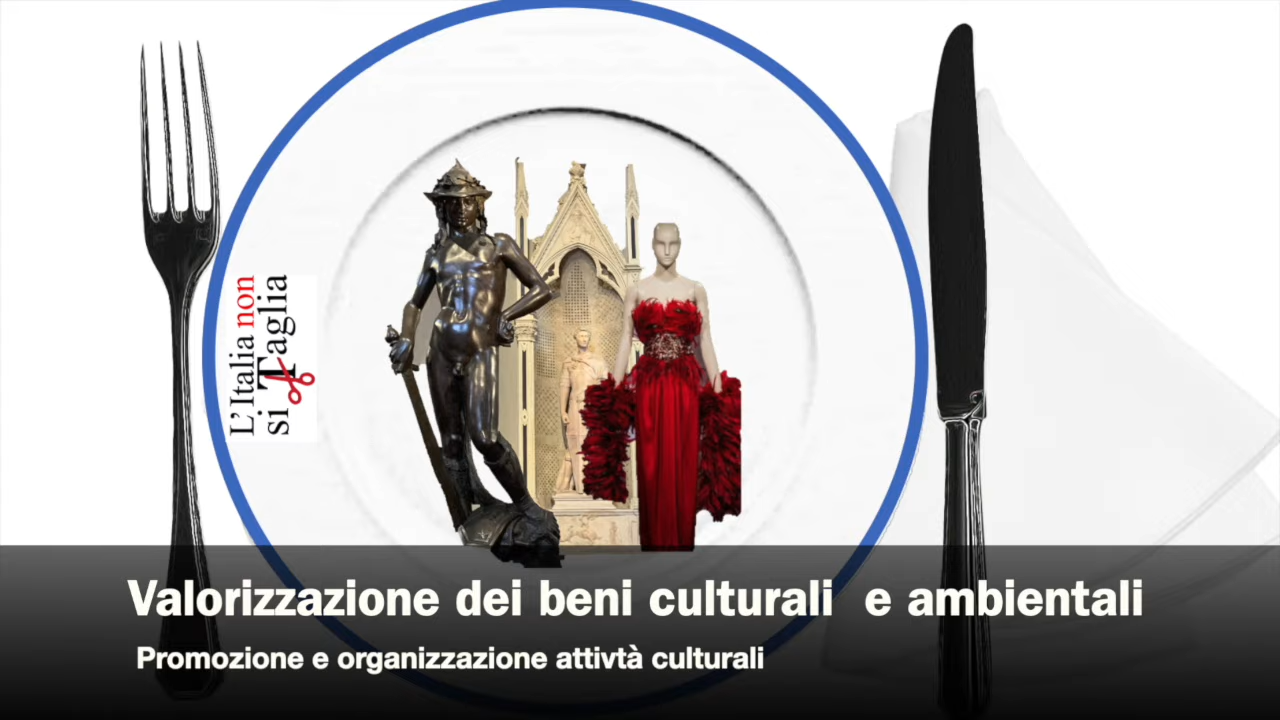 L'Italia non
si Taglia
Valorizzazione dei beni culturali e ambientali
Promozione e organizzazione attivtà culturali